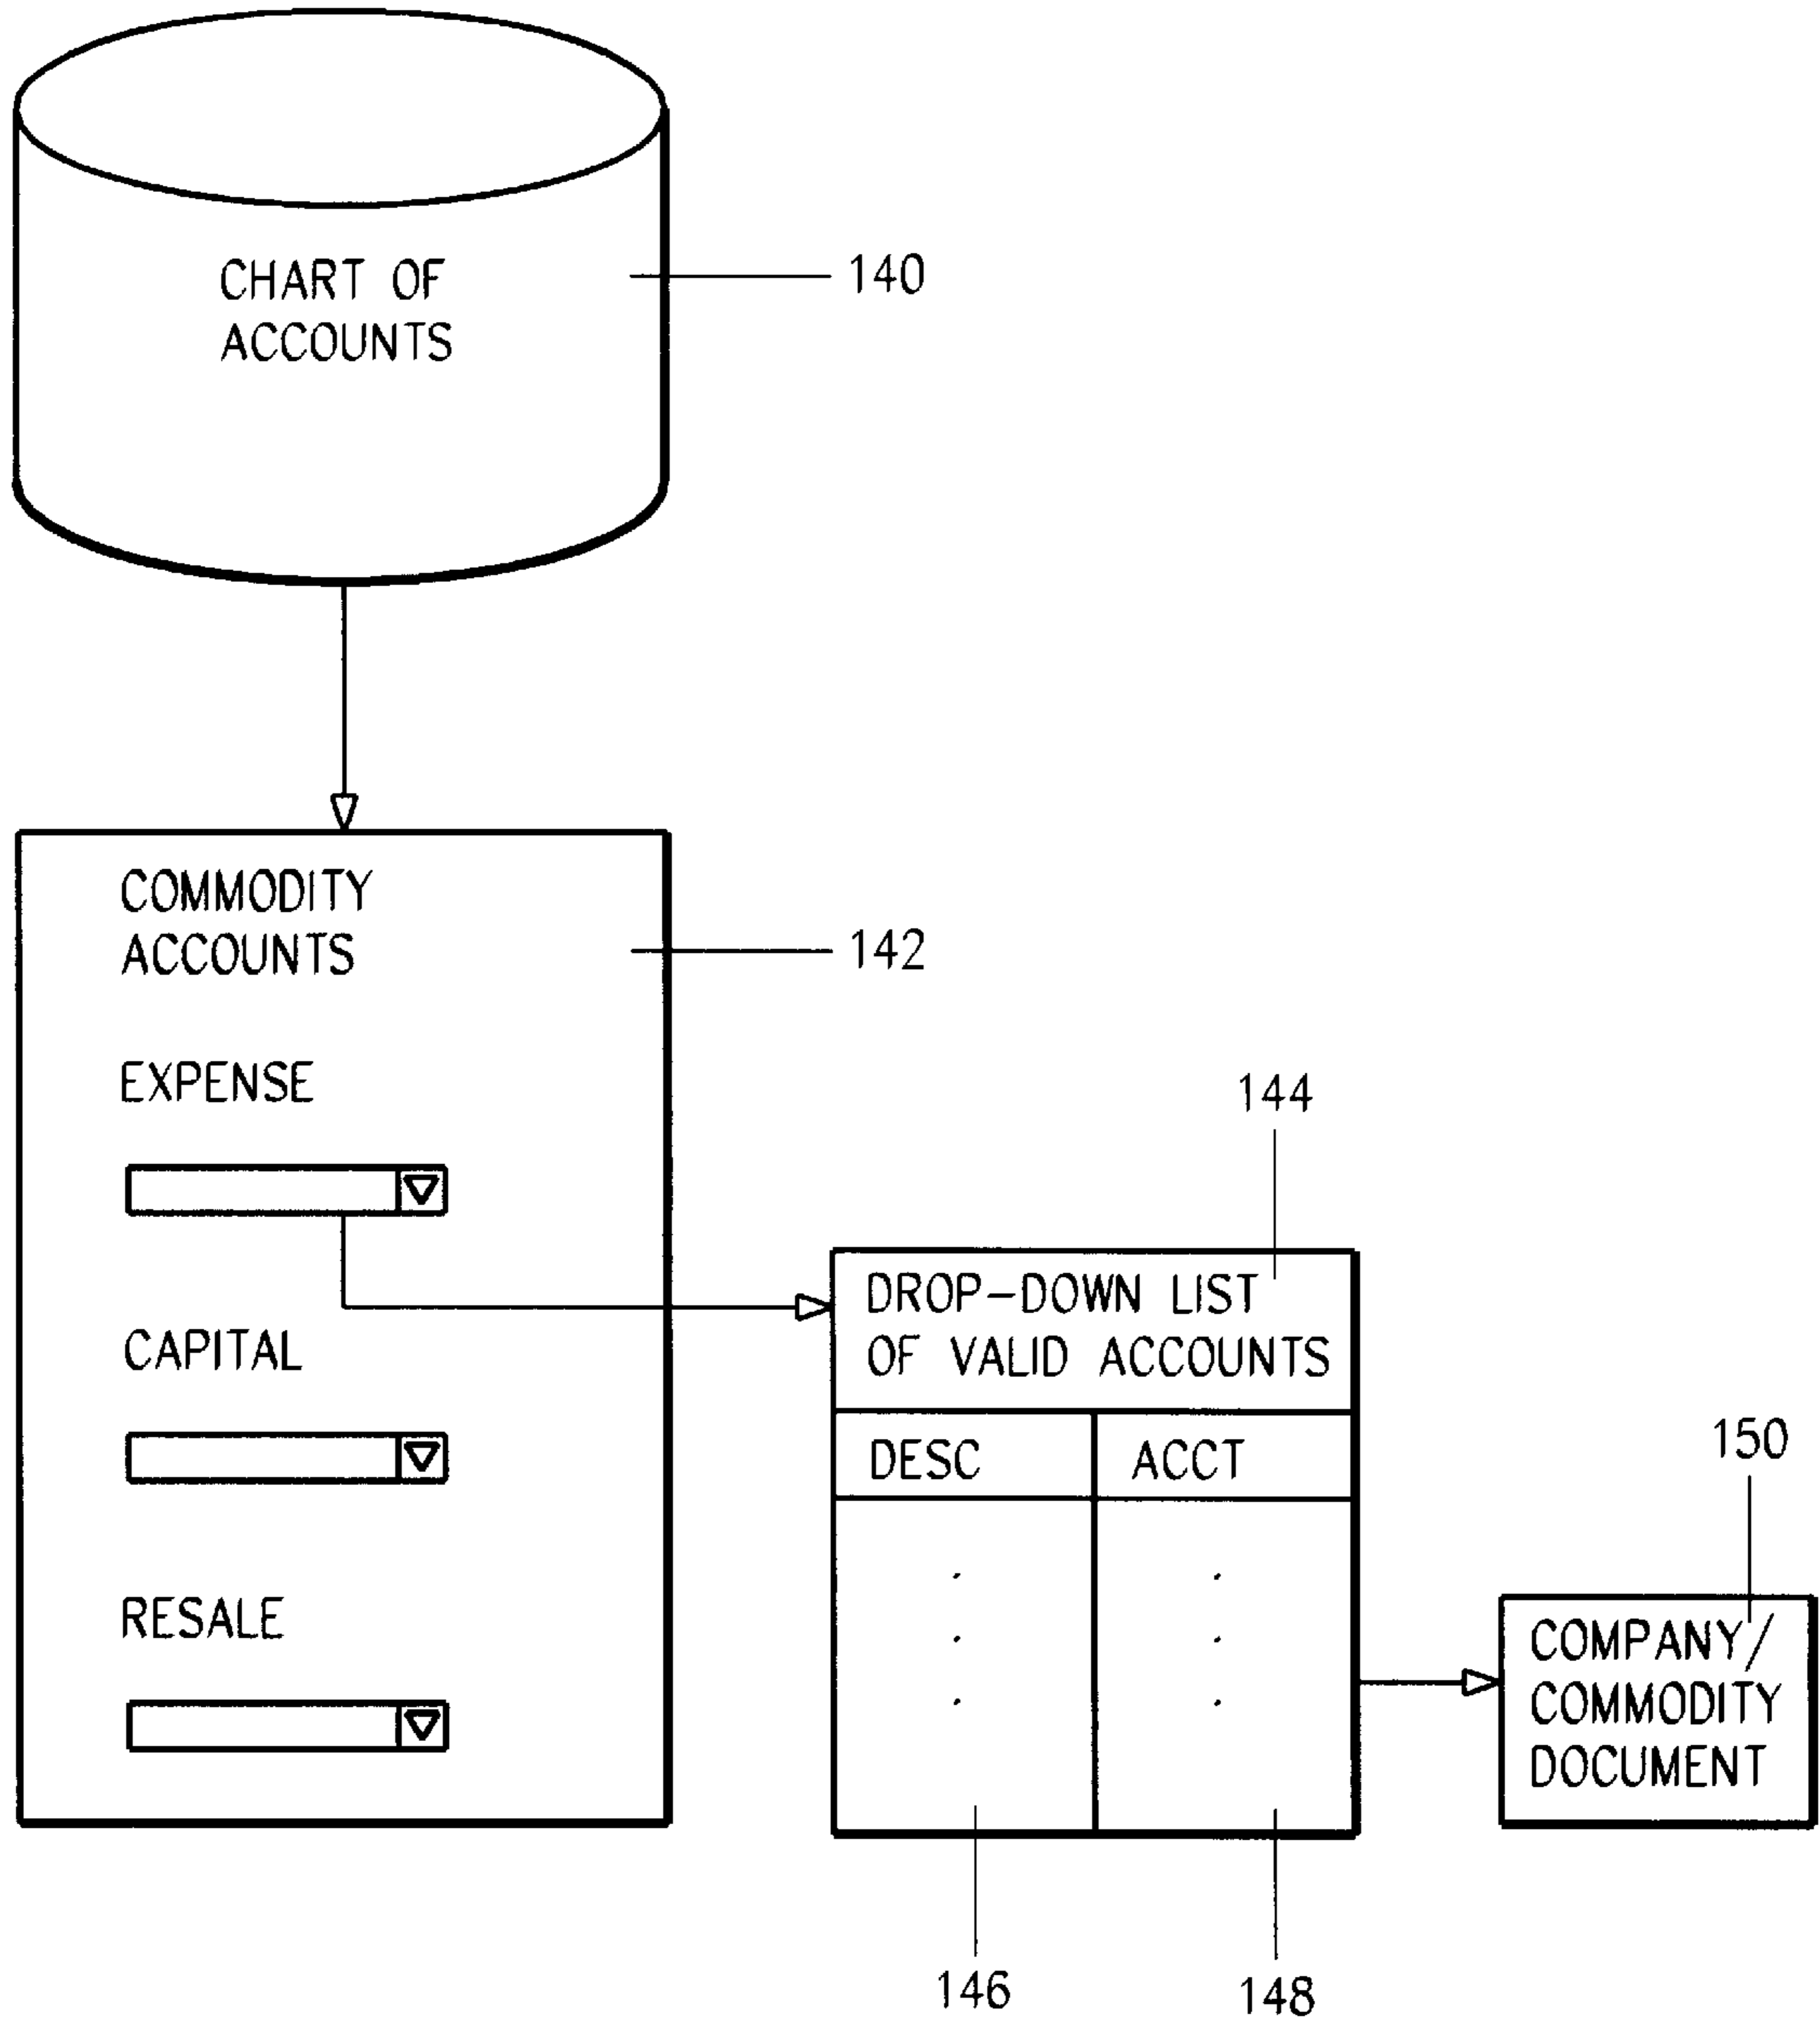 CHART OF
ACCOUNTS
140
COMMODITY
ACCOUNTS
142
EXPENSE
CAPITAL
RESALE
144
DROP-DOWN LIST
OF VALID ACCOUNTS
DESC
ACCT
146
148
150
COMPANY/
COMMODITY
DOCUMENT